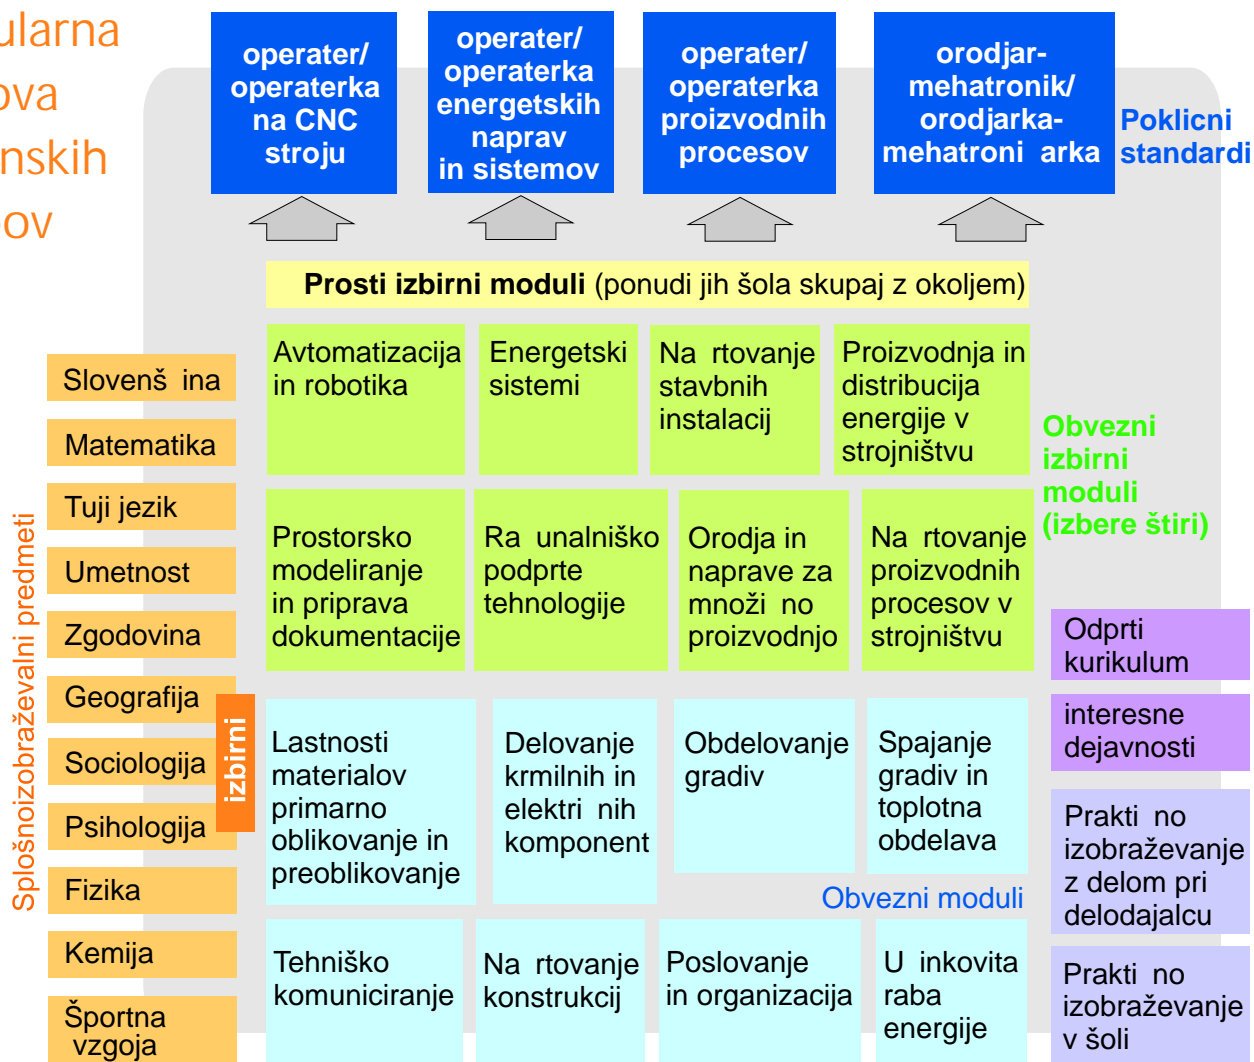 ularna
ova
nskih
ov
operater/
operaterka
na CNC
stroju
operater/
operaterka
energetskih
naprav
in sistemov
operater/
operaterka
proizvodnih
procesov
orodjar-
mehatronik/
orodjarka-
mehatroni arka
Poklicni
standardi
Prosti izbirni moduli (ponudi jih šola skupaj z okoljem)
Avtomatizacija
in robotika
Energetski
sistemi
Na rtovanje
stavbnih
instalacij
Proizvodnja in
distribucija
energije v
strojništvu
Obvezni
izbirni
moduli
(izbere štiri)
Prostorsko
modeliranje
in priprava
dokumentacije
Ra unalniško
podprte
tehnologije
Orodja in
naprave za
množi no
proizvodnjo
Na rtovanje
proizvodnih
procesov v
strojništvu
Splošnoizobraževalni predmeti
Slovenš ina
Matematika
Tuji jezik
Umetnost
Zgodovina
Geografija
Sociologija
Psihologija
Fizika
Kemija
Športna
vzgoja
izbirni
Lastnosti
materialov
primarno
oblikovanje in
preoblikovanje
Delovanje
krmilnih in
elektri nih
komponent
Obdelovanje
gradiv
Spajanje
gradiv in
toplotna
obdelava
Obvezni moduli
Tehniško
komuniciranje
Na rtovanje
konstrukcij
Poslovanje
in organizacija
U inkovita
raba
energije
Odprti
kurikulum
interesne
dejavnosti
Prakti no
izobraževanje
z delom pri
delodajalcu
Prakti no
izobraževanje
v šoli